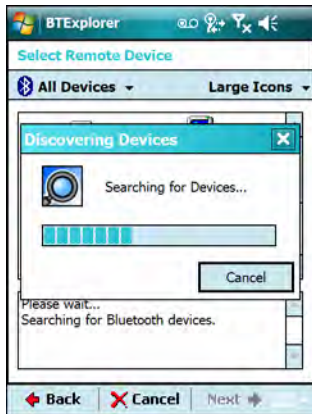 BTExplorer
Select Remote Device
All Devices
Large Icons
Discovering Devices
Searching for Devices...
Cancel
Please wait...
Searching for Bluetooth devices.
Back
Cancel
Next